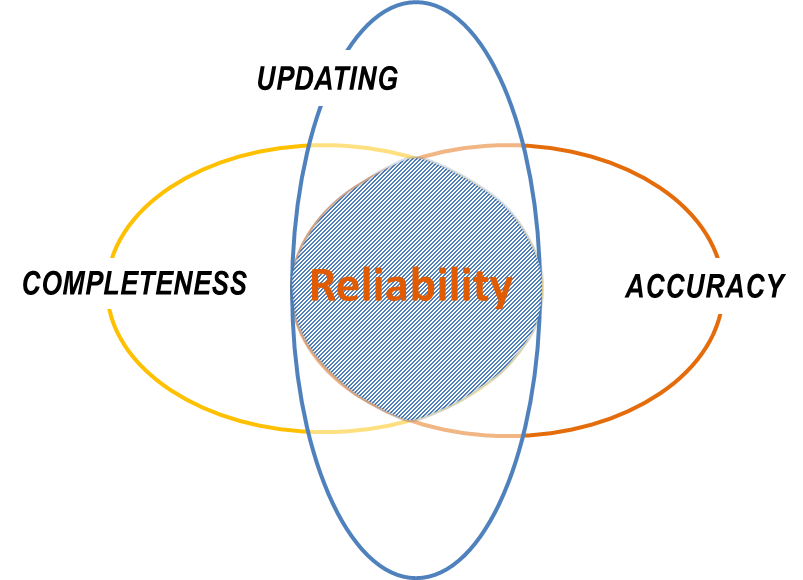 UPDATING
COMPLETENESS
Reliability
ACCURACY